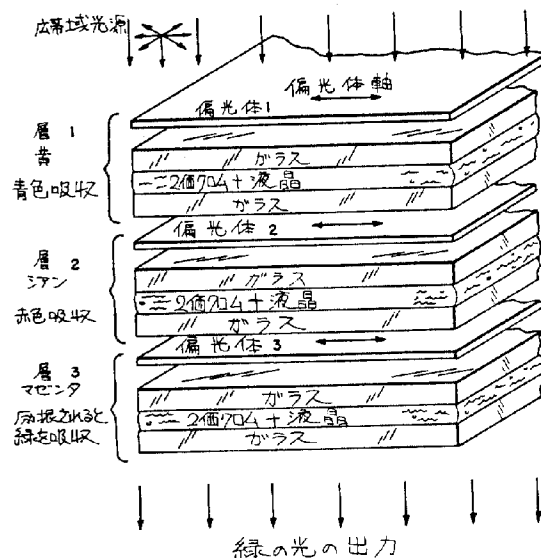 広帯域光源
偏光体軸
偏光体1
層 1
黄
青色吸収
ガラス
2価クロム+液晶
ガラス
偏光体 2
層 2
シアン
赤色吸収
ガラス
2価クロム+液晶
ガラス
偏光体 3
層 3
マゼンタ
励振されると
緑を吸収
ガラス
2価クロム+液晶
ガラス
緑の光の出力